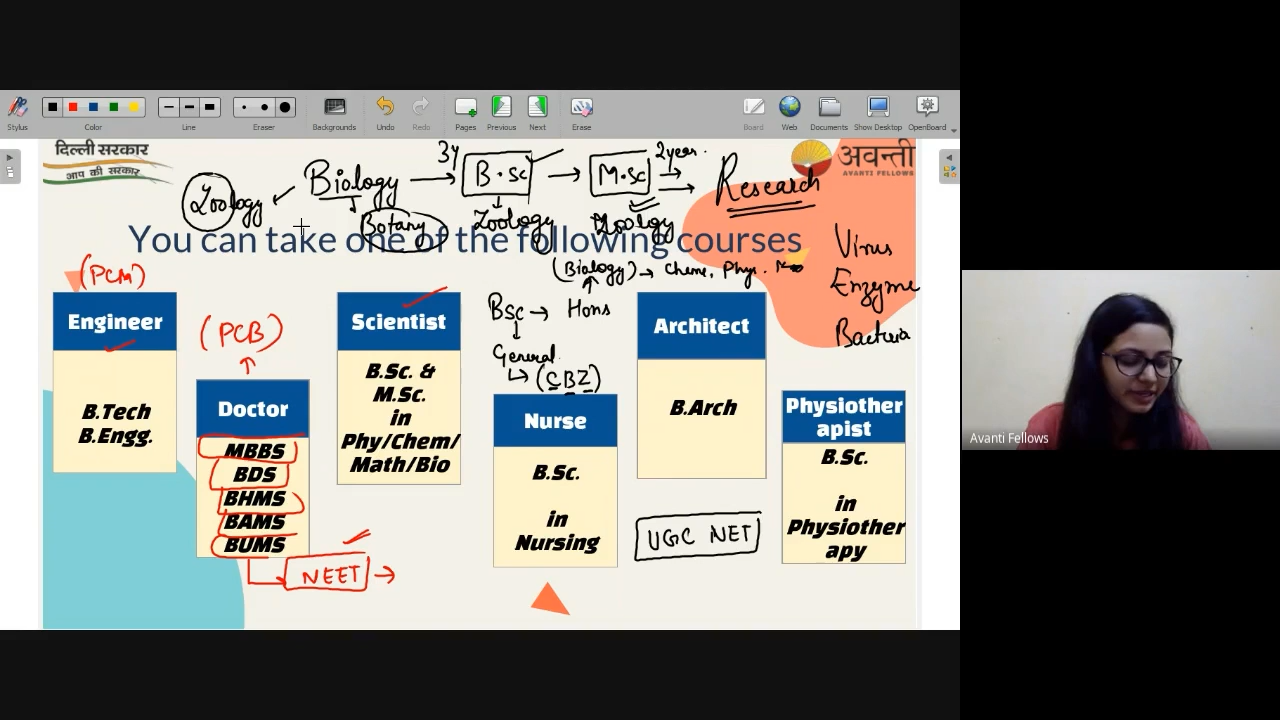 Stylus
Color
Line
Eraser
Backgrounds
Undo
Redo
Pages
Previous
Next
Erase
Board
Web
Documents
Show Desktop
OpenBoard
दिल्ली सरकार
आप की सरकार
अवन्ती
AVANTI FELLOWS
Zoology
Biology
3y
B.sc
M.sc
2 year.
Research
Botany
Zoology
Zoology
You can take one of the following courses
Virus
Enzyme
Bacteria
(Biology) → Chem, Phys.
(PCM)
Engineer
B.Tech
B.Engg.
(PCB)
Doctor
MBBS
BDS
BHMS
BAMS
BUMS
NEET →
Scientist
B.Sc. &
M.Sc.
in
Phy/Chem/
Math/Bio
Bsc → Hons
General
(CBZ)
Nurse
B.Sc.
in
Nursing
Architect
B.Arch
UGC NET
Physiother
apist
B.Sc.
in
Physiother
apy
Avanti Fellows